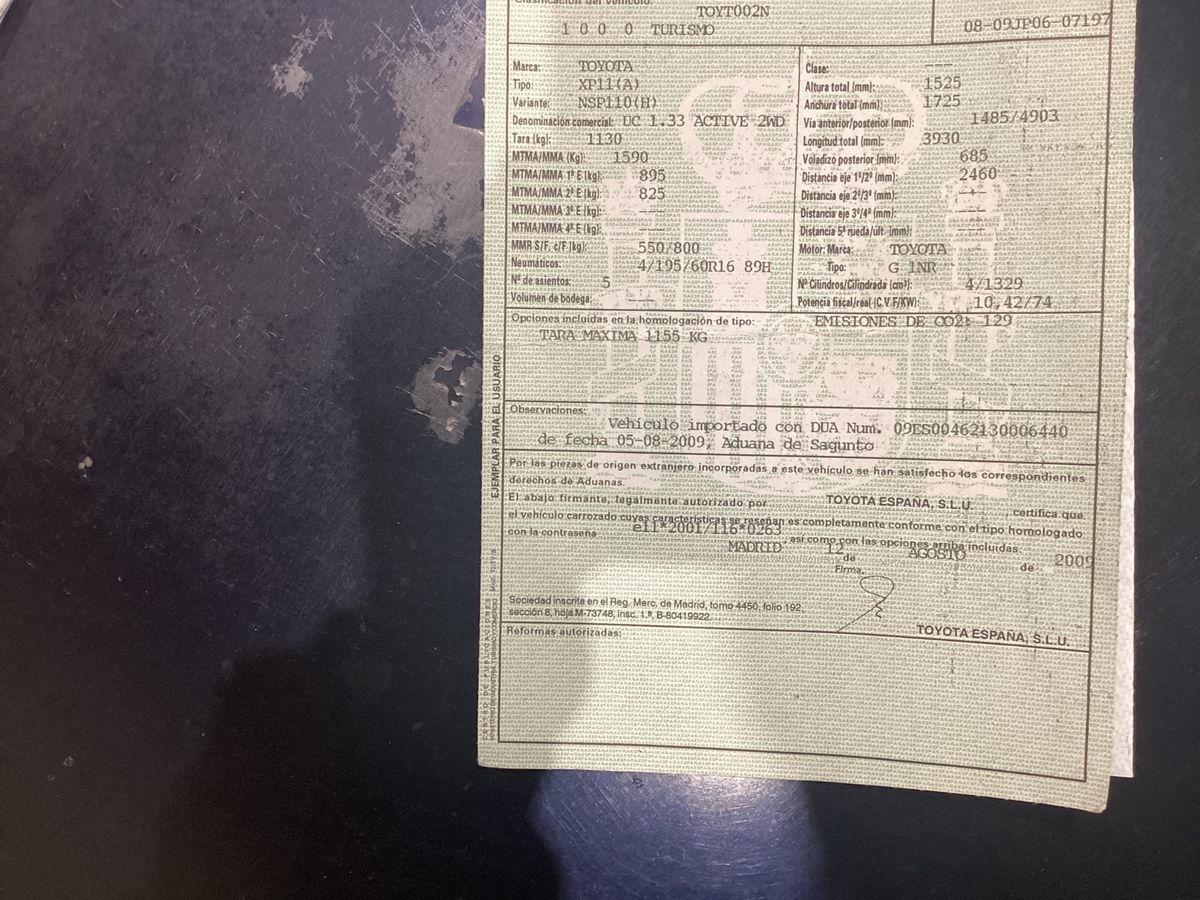 Clasificación del vehículo:
TOYT002N
1 0 0 0 TURISMO
08-09JP06-07197
Marca: TOYOTA
Tipo: XP11(A)
Variante: NSP110(H)
Denominación comercial: UC 1.33 ACTIVE 2WD
Tara (kg): 1130
MTMA/MMA (Kg): 1590
MTMA/MMA 1º E (kg): 895
MTMA/MMA 2º E (kg): 825
MTMA/MMA 3º E (kg): ---
MTMA/MMA 4º E (kg): ---
MMR S/F, c/F (kg): 550/800
Neumáticos: 4/195/60R16 89H
Nº de asientos: 5
Volumen de bodega: ---
Clase: ---
Altura total (mm): 1525
Anchura total (mm): 1725
Via anterior/posterior (mm): 1485/4903
Longitud total (mm): 3930
Voladizo posterior (mm): 685
Distancia eje 1º/2º (mm): 2460
Distancia eje 2º/3º (mm): ---
Distancia eje 3º/4º (mm): ---
Distancia 5ª rueda/últ. (mm): ---
Motor: Marca: TOYOTA
Tipo: G 1NR
Nº Cilindros/Cilindrada (cm³): 4/1329
Potencia fiscal/real (C.V.F/KW): 10,42/74
Opciones incluidas en la homologación de tipo: EMISIONES DE CO2: 129
TARA MAXIMA 1155 KG
Observaciones:
Vehículo importado con DUA Num. 09ES00462130006440
de fecha 05-08-2009, Aduana de Sagunto
Por las piezas de origen extranjero incorporadas a este vehículo se han satisfecho los correspondientes
derechos de Aduanas.
El abajo firmante, legalmente autorizado por TOYOTA ESPAÑA, S.L.U. certifica que
el vehículo carrozado cuyas características se reseñan es completamente conforme con el tipo homologado
con la contraseña e11*2001/116*0263, así como con las opciones arriba incluidas.
MADRID 12 de AGOSTO de 2009
Firma,
Sociedad inscrita en el Reg. Merc. de Madrid, tomo 4450, folio 192,
sección 8, hoja M-73748, insc. 1.ª, B-80419922.
TOYOTA ESPAÑA, S.L.U.
Reformas autorizadas:
EJEMPLAR PARA EL USUARIO